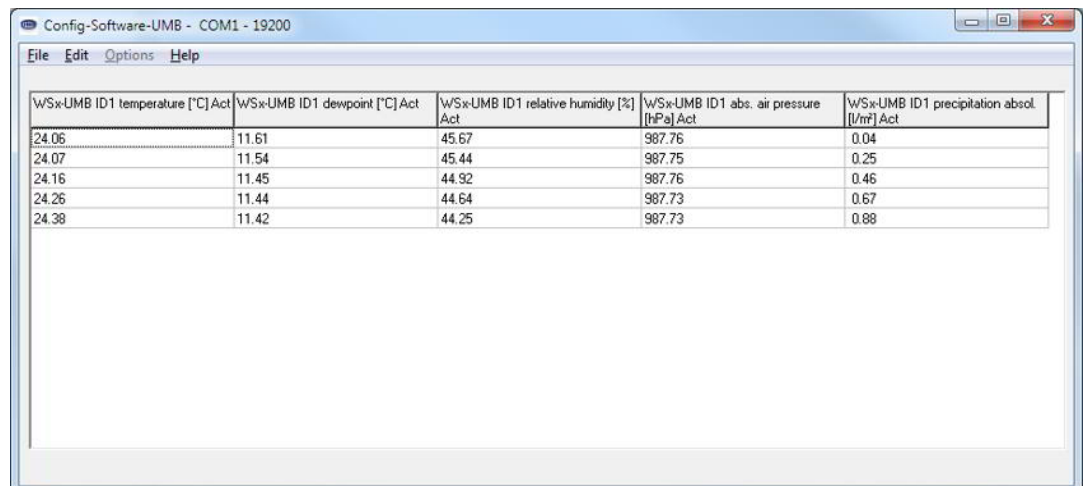 Config-Software-UMB - COM1 - 19200
File Edit Options Help
WSx-UMB ID1 temperature [°C] Act WSx-UMB ID1 dewpoint [°C] Act WSx-UMB ID1 relative humidity [%] Act WSx-UMB ID1 abs. air pressure [hPa] Act WSx-UMB ID1 precipitation absol. [l/m²] Act
24.06 11.61 45.67 987.76 0.04
24.07 11.54 45.44 987.75 0.25
24.16 11.45 44.92 987.76 0.46
24.26 11.44 44.64 987.73 0.67
24.38 11.42 44.25 987.73 0.88